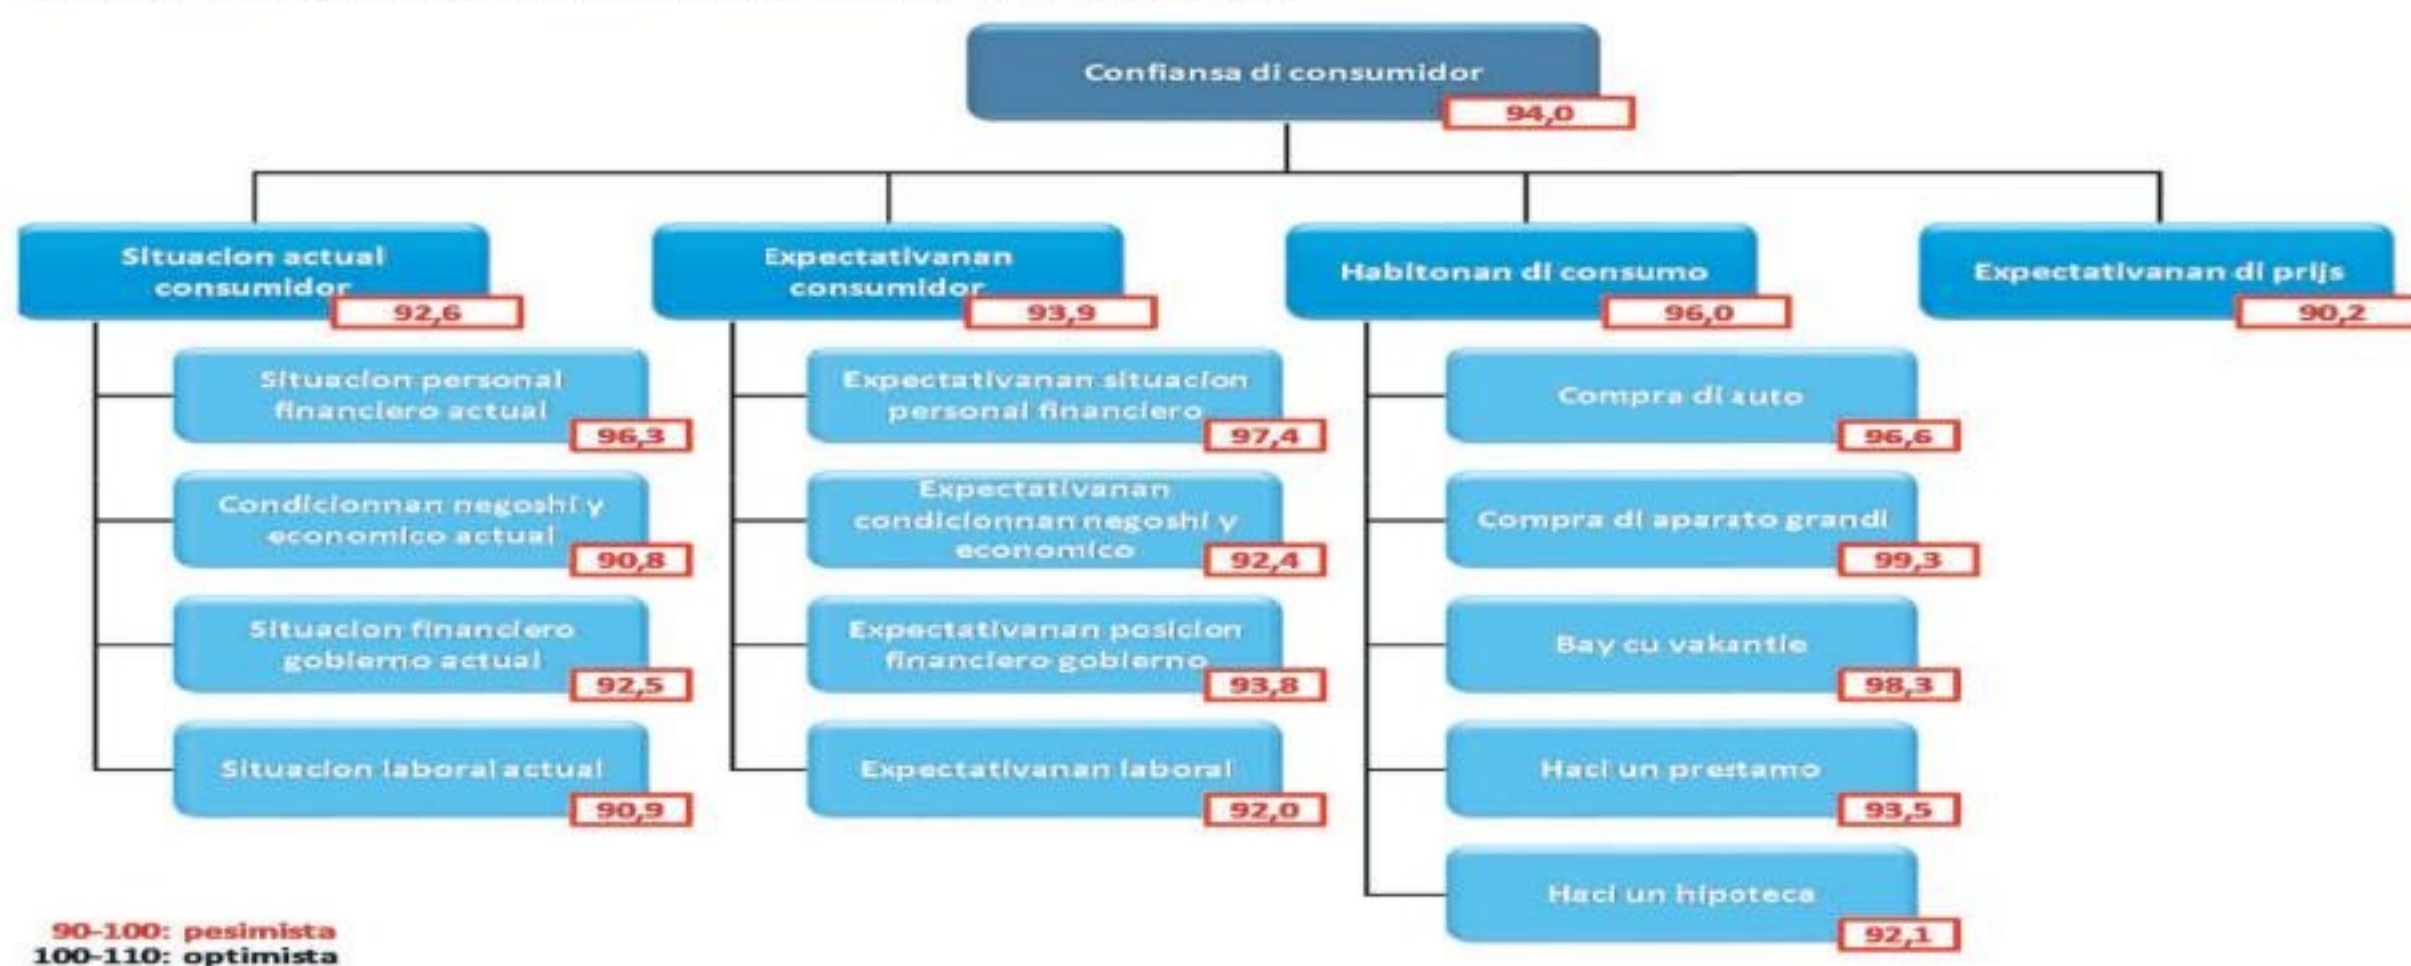 Confiansa di consumidor
94,0
Situacion actual
consumidor
92,6
Situacion personal
financiero actual
96,3
Condicionnan negoshi y
economico actual
90,8
Situacion financiero
gobierno actual
92,5
Situacion laboral actual
90,9
Expectativanan
consumidor
93,9
Expectativanan situacion
personal financiero
97,4
Expectativanan
condicionnan negoshi y
economico
92,4
Expectativanan posicion
financiero gobierno
93,8
Expectativanan laboral
92,0
Habitonan di consumo
96,0
Compra di auto
96,6
Compra di aparato grandi
99,3
Bay cu vakantie
98,3
Haci un prestamo
93,5
Haci un hipoteca
92,1
Expectativanan di prijs
90,2
90-100: pesimista
100-110: optimista